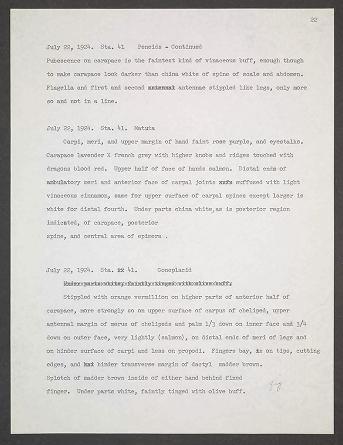 22
July 22, 1924. Sta. 41 Peneids - Continued
Pubescence on carapace is the faintest kind of vinaceous buff, enough though
to make carapace look darker than china white of spine of scale and abdomen.
Flagella and first and second antennae stippled like legs, only more
so and not in a line.
July 22, 1924. Sta. 41. Matuta
Carpi, meri, and upper margin of hand faint rose purple, and eyestalks.
Carapace lavender X french grey with higher knobs and ridges touched with
dragons blood red. Upper half of face of hands salmon. Distal ends of
ambulatory meri and anterior face of carpal joints suffused with light
vinaceous cinnamon, same for upper surface of carpal spines except larger is
white for distal fourth. Under parts china white, as is posterior region
indicated, of carapace, posterior
spine, and central area of epimera.
July 22, 1924. Sta. 41. Goneplacid
Under parts white, faintly tinged with olive buff.
Stippled with orange vermillion on higher parts of anterior half of
carapace, more strongly so on upper surface of carpus of cheliped, upper
antennal margin of merus of chelipeds and palm 1/3 down on inner face and 3/4
down on outer face, very lightly (salmon), on distal ends of meri of legs and
on hinder surface of carpi and less on propodi. Fingers bay, on tips, cutting
edges, and hinder transverse margin of dactyl madder brown.
Splotch of madder brown inside of either hand behind fixed
finger. Under parts white, faintly tinged with olive buff.